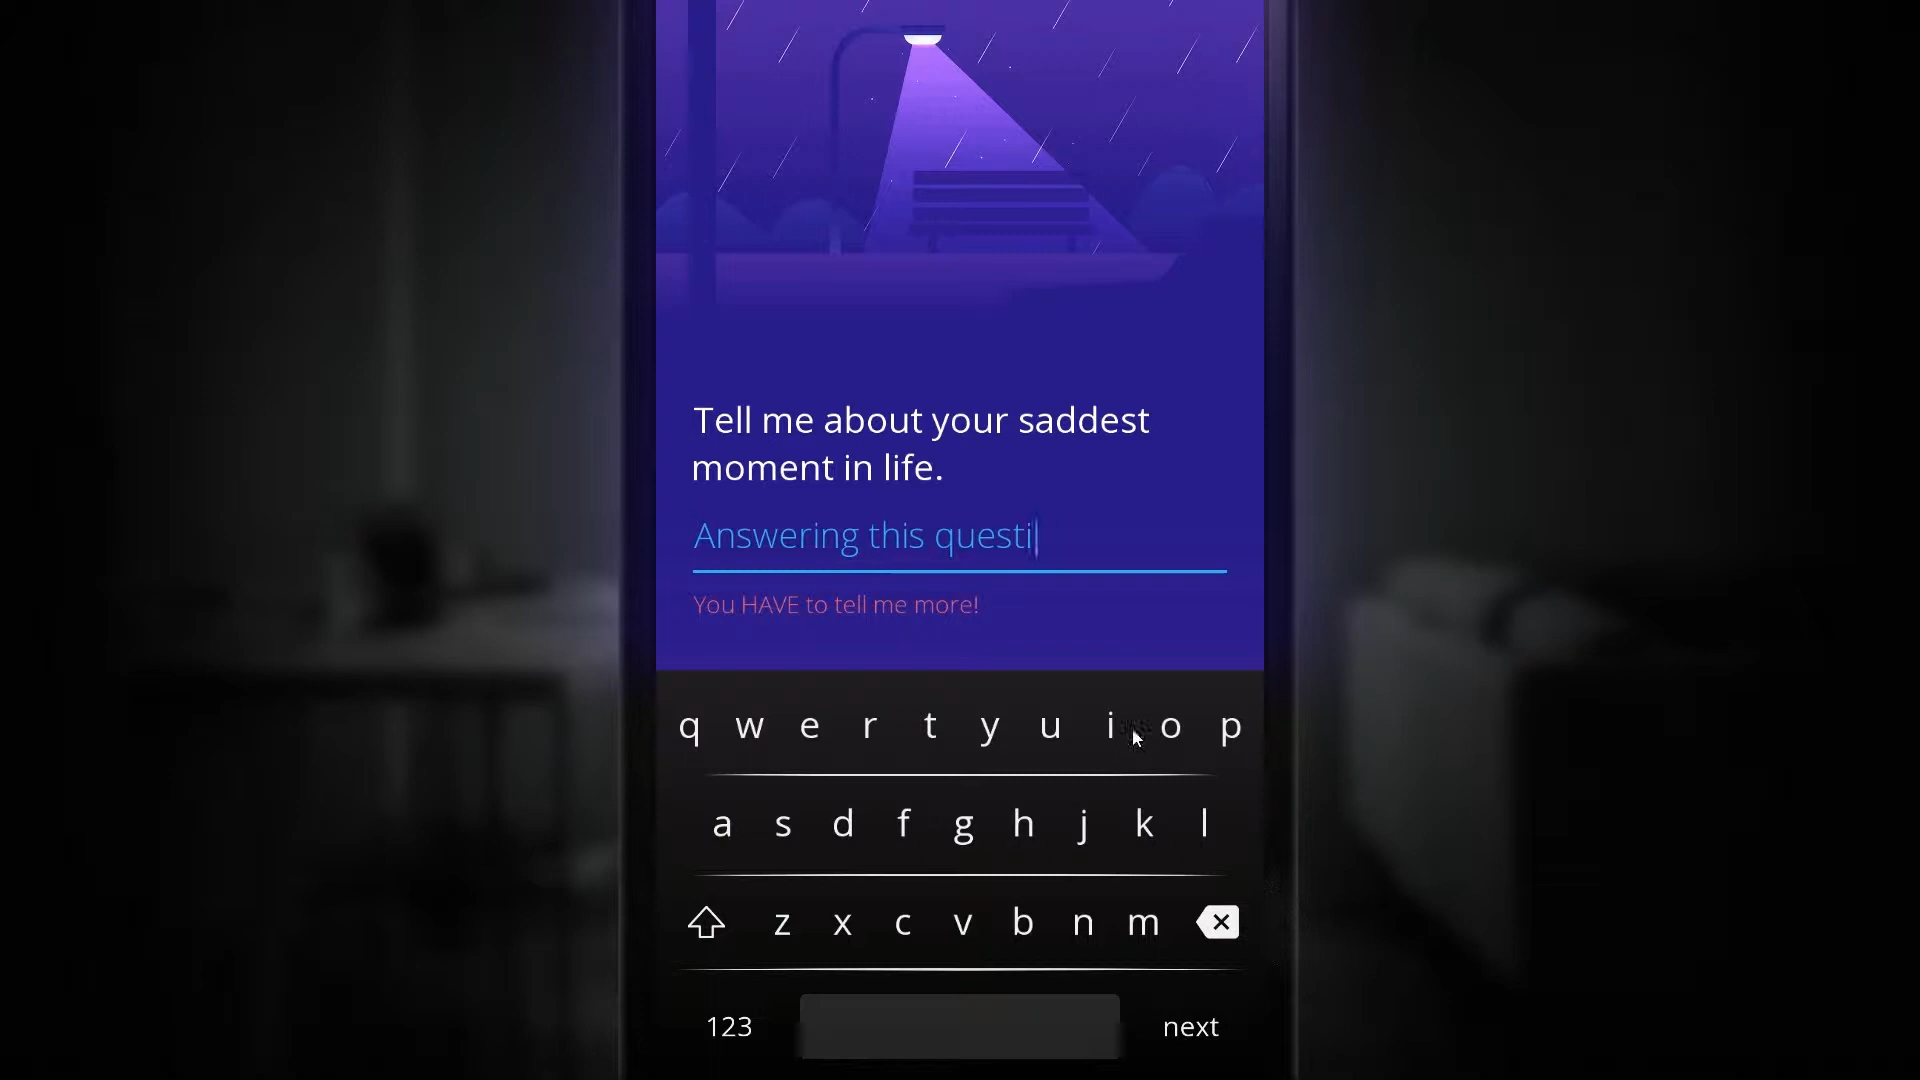 Tell me about your saddest
moment in life.
Answering this questi
You HAVE to tell me more!
q w e r t y u i o p
a s d f g h j k l
z x c v b n m
123 next